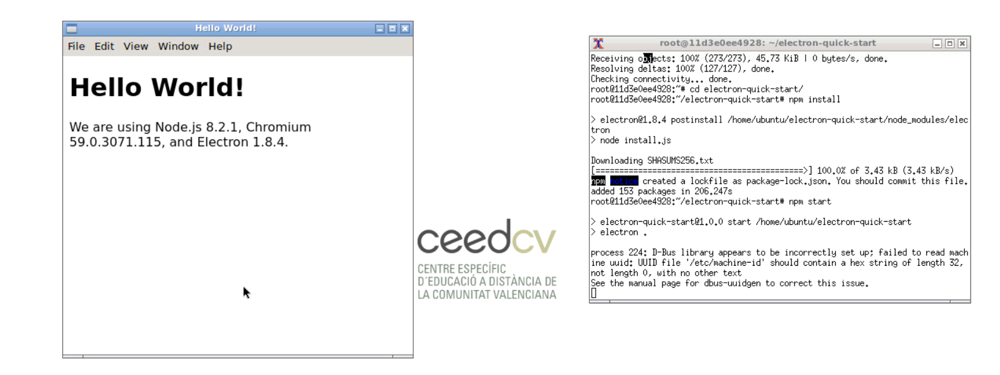 Hello World!
File Edit View Window Help
Hello World!
We are using Node.js 8.2.1, Chromium
59.0.3071.115, and Electron 1.8.4.
ceedcv
CENTRE ESPECÍFIC
D´EDUCACIÓ A DISTÀNCIA DE
LA COMUNITAT VALENCIANA
root@11d3e0ee4928: ~/electron-quick-start
Receiving objects: 100% (273/273), 45.73 KiB | 0 bytes/s, done.
Resolving deltas: 100% (127/127), done.
Checking connectivity... done.
root@11d3e0ee4928:~# cd electron-quick-start/
root@11d3e0ee4928:~/electron-quick-start# npm install
> electron@1.8.4 postinstall /home/ubuntu/electron-quick-start/node_modules/elec
tron
> node install.js
Downloading SHASUMS256.txt
[============================================>] 100.0% of 3.43 kB (3.43 kB/s)
npm notice created a lockfile as package-lock.json. You should commit this file.
added 153 packages in 206.247s
root@11d3e0ee4928:~/electron-quick-start# npm start
> electron-quick-start@1.0.0 start /home/ubuntu/electron-quick-start
> electron .
process 224: D-Bus library appears to be incorrectly set up; failed to read mach
ine uuid: UUID file '/etc/machine-id' should contain a hex string of length 32,
not length 0, with no other text
See the manual page for dbus-uuidgen to correct this issue.